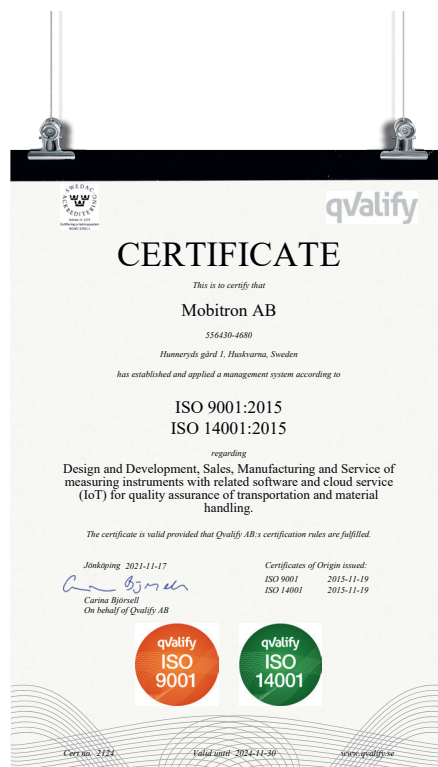 SWEDAC
ACKREDITERING
qvalify
CERTIFICATE
This is to certify that
Mobitron AB
556430-4680
Hunneryds gård 1, Huskvarna, Sweden
has established and applied a management system according to
ISO 9001:2015
ISO 14001:2015
regarding
Design and Development, Sales, Manufacturing and Service of
measuring instruments with related software and cloud service
(IoT) for quality assurance of transportation and material
handling.
The certificate is valid provided that Qvalify AB:s certification rules are fulfilled.
Jönköping 2021-11-17
Carina Björsell
On behalf of Qvalify AB
Certificates of Origin issued:
ISO 9001 2015-11-19
ISO 14001 2015-11-19
qvalify
ISO
9001
qvalify
ISO
14001
Cert no. 2124
Valid until 2024-11-30
www.qvalify.se